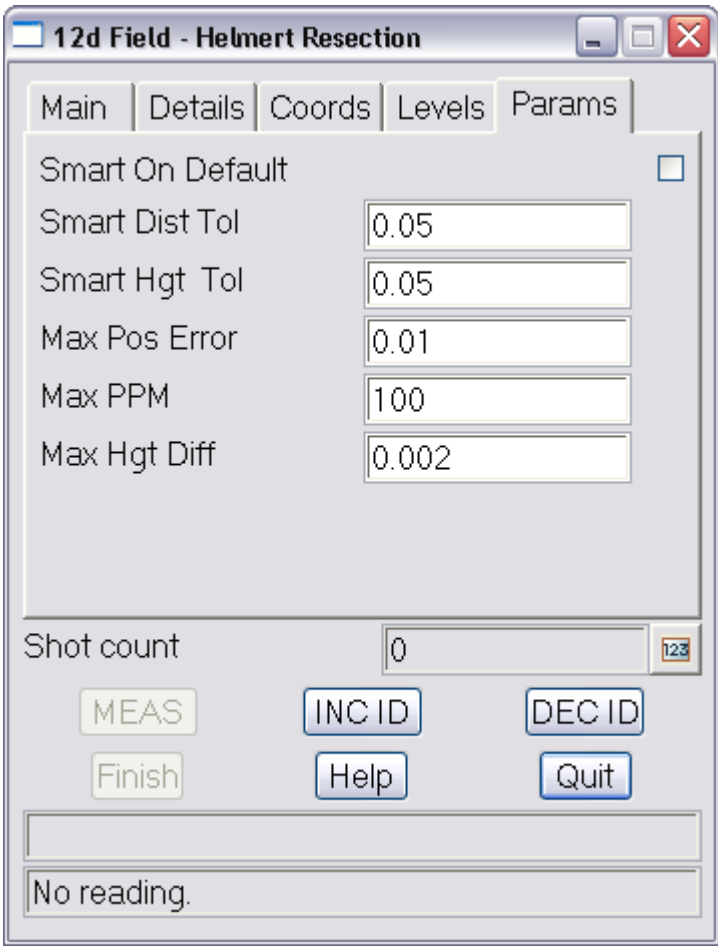 12d Field - Helmert Resection
Main Details Coords Levels Params
Smart On Default
Smart Dist Tol 0.05
Smart Hgt Tol 0.05
Max Pos Error 0.01
Max PPM 100
Max Hgt Diff 0.002
Shot count 0 123
MEAS INC ID DEC ID
Finish Help Quit
No reading.